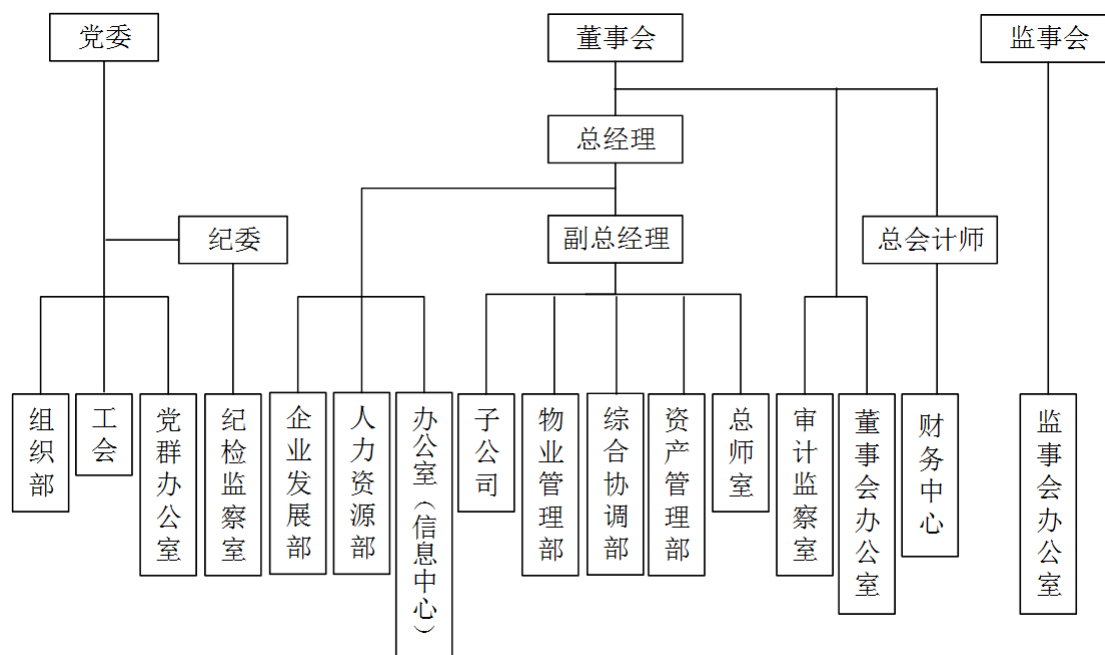 党委
董事会
监事会
总经理
纪委
副总经理
总会计师
组织部
工会
党群办公室
纪检监察室
企业发展部
人力资源部
办公室（信息中心）
子公司
物业管理部
综合协调部
资产管理部
总师室
审计监察室
董事会办公室
财务中心
监事会办公室